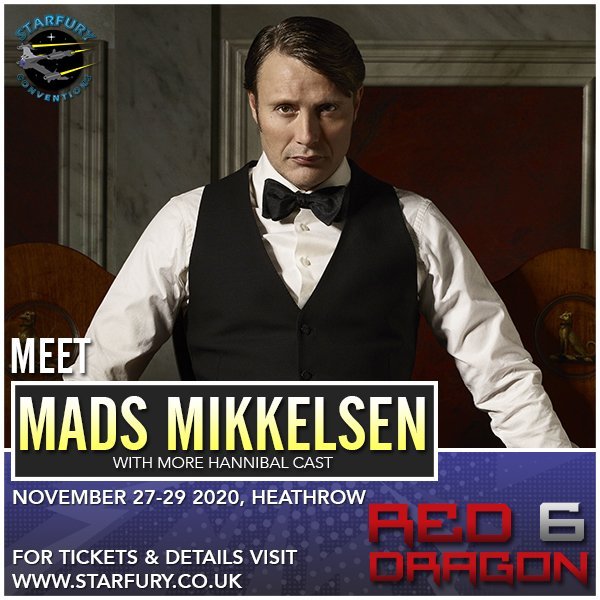 STARFURY
CONVENTIONS
MEET
MADS MIKKELSEN
WITH MORE HANNIBAL CAST
NOVEMBER 27-29 2020, HEATHROW
RED 6
DRAGON
FOR TICKETS & DETAILS VISIT
WWW.STARFURY.CO.UK